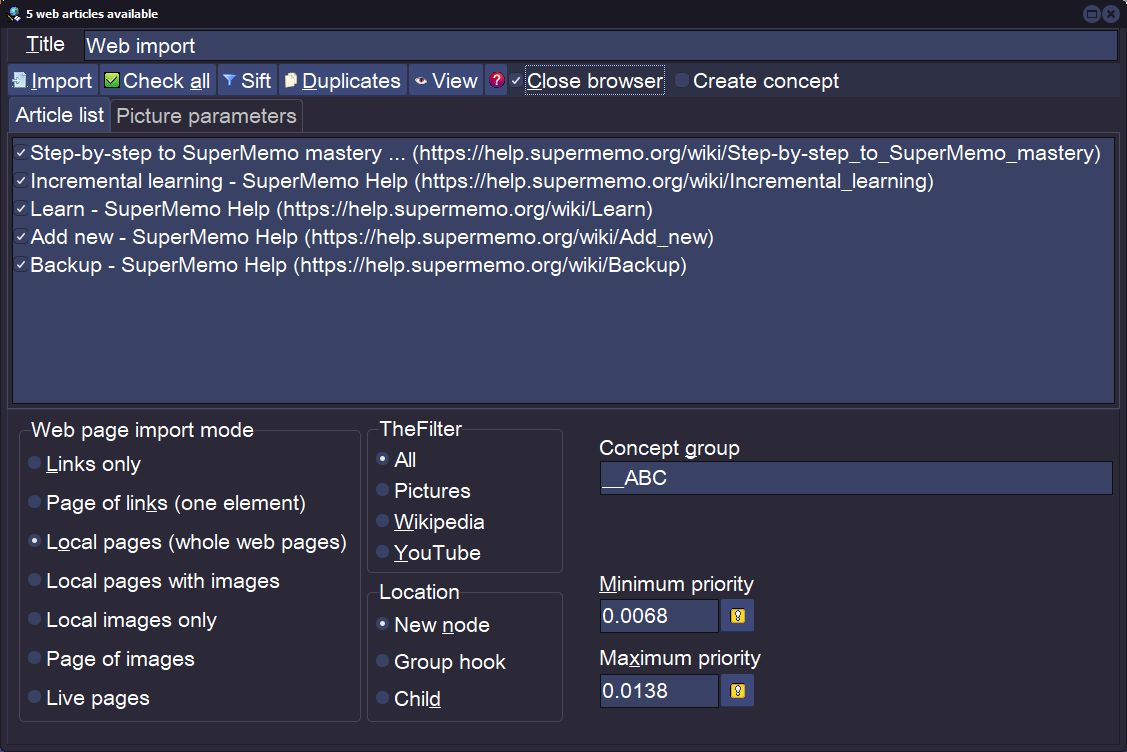 5 web articles available
Title Web import
Import Check all Sift Duplicates View ? Close browser Create concept
Article list Picture parameters
Step-by-step to SuperMemo mastery ... (https://help.supermemo.org/wiki/Step-by-step_to_SuperMemo_mastery)
Incremental learning - SuperMemo Help (https://help.supermemo.org/wiki/Incremental_learning)
Learn - SuperMemo Help (https://help.supermemo.org/wiki/Learn)
Add new - SuperMemo Help (https://help.supermemo.org/wiki/Add_new)
Backup - SuperMemo Help (https://help.supermemo.org/wiki/Backup)
Web page import mode
Links only
Page of links (one element)
Local pages (whole web pages)
Local pages with images
Local images only
Page of images
Live pages
TheFilter
All
Pictures
Wikipedia
YouTube
Location
New node
Group hook
Child
Concept group
__ABC
Minimum priority
0.0068
Maximum priority
0.0138